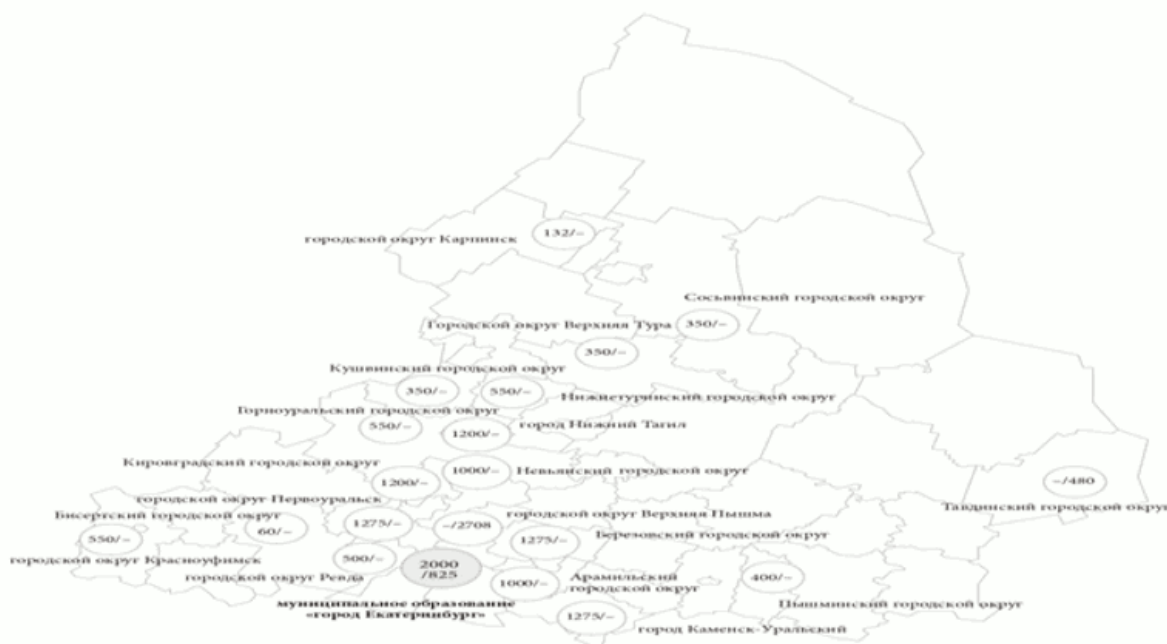 городской округ Карпинск
132/–
Сосьвинский городской округ
Городской округ Верхняя Тура
350/–
350/–
Кушвинский городской округ
350/–
550/–
Нижнетуринский городской округ
Горноуральский городской округ
550/–
1200/–
город Нижний Тагил
Кировградский городской округ
1200/–
1000/–
Невьянский городской округ
–/480
Тавдинский городской округ
городской округ Первоуральск
Бисертский городской округ
550/–
60/–
1275/–
–/2708
городской округ Верхняя Пышма
1275/–
Березовский городской округ
городской округ Красноуфимск
500/–
городской округ Ревда
2000
/825
1000/–
Арамильский
городской округ
400/–
Пышминский городской округ
муниципальное образование
«город Екатеринбург»
1275/–
город Каменск-Уральский